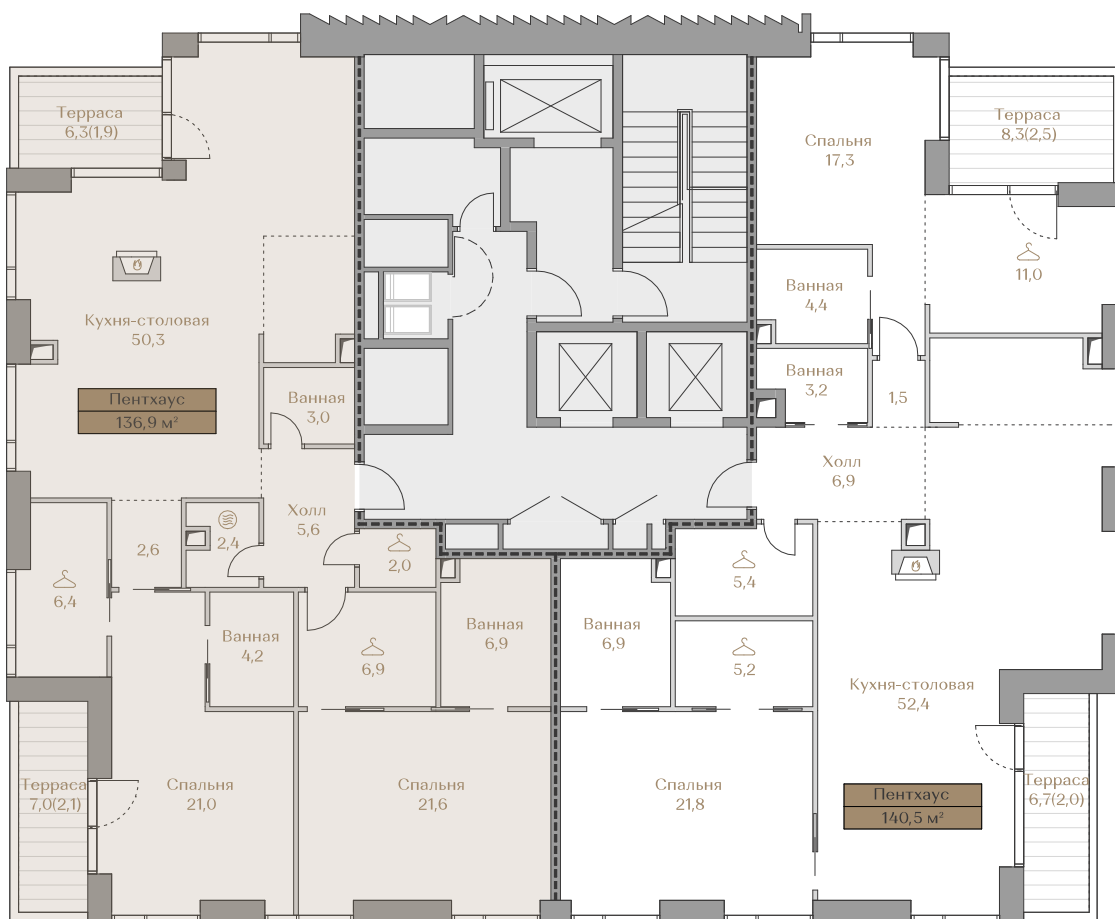 Терраса
6,3(1,9)
Терраса
8,3(2,5)
Спальня
17,3
11,0
Ванная
4,4
Кухня-столовая
50,3
Ванная
3,2
1,5
Пентхаус
136,9 м²
Ванная
3,0
Холл
6,9
Холл
5,6
2,6
2,4
2,0
5,4
6,4
Ванная
4,2
6,9
Ванная
6,9
Ванная
6,9
5,2
Кухня-столовая
52,4
Терраса
7,0(2,1)
Спальня
21,0
Спальня
21,6
Спальня
21,8
Терраса
6,7(2,0)
Пентхаус
140,5 м²